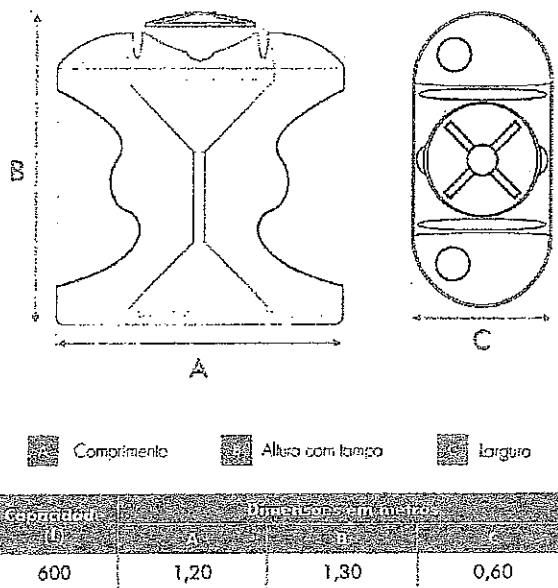 B
A
C
A Comprimento
Altura com tampa
Largura
Capacidade Dimensões em metros
(l) A B C
600 1,20 1,30 0,60